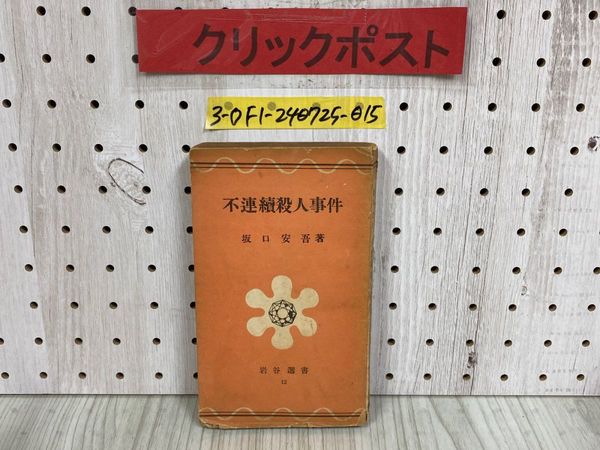 クリックポスト
3-OF1-240725-015
不連續殺人事件
坂口安吾著
岩谷選書
12